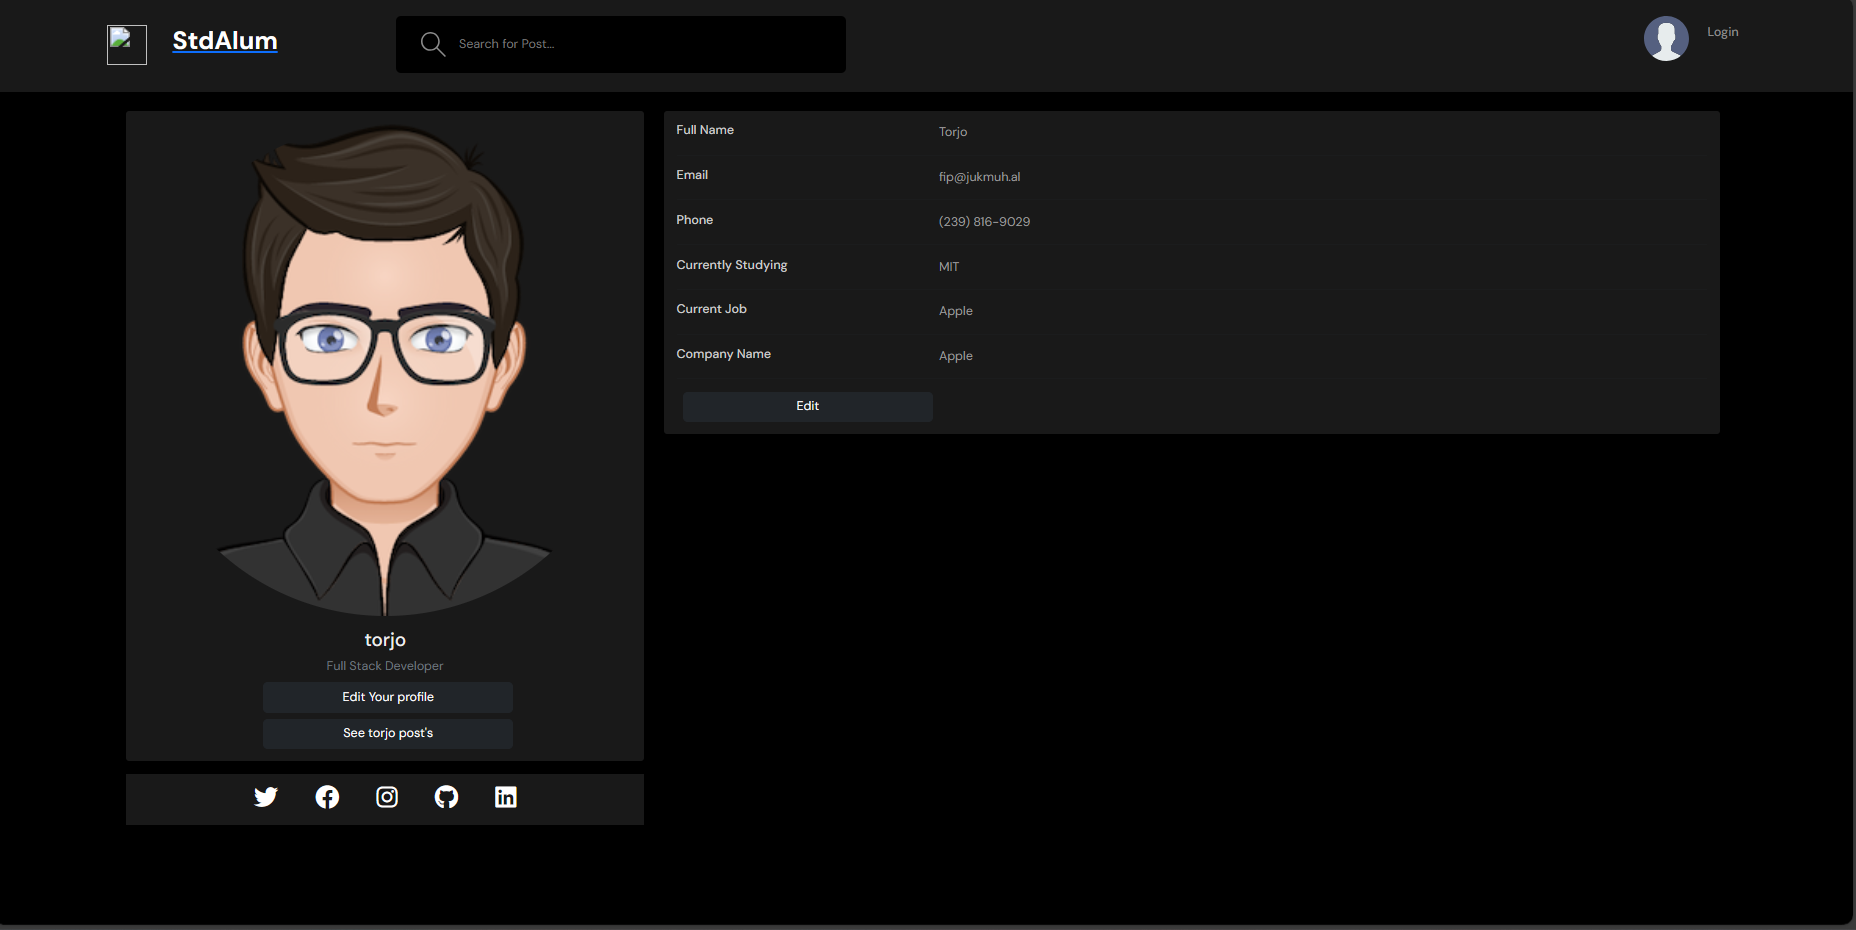 StdAlum
Search for Post...
Login
Full Name Torjo
Email fip@jukmuh.al
Phone (239) 816-9029
Currently Studying MIT
Current Job Apple
Company Name Apple
Edit
torjo
Full Stack Developer
Edit Your profile
See torjo post's